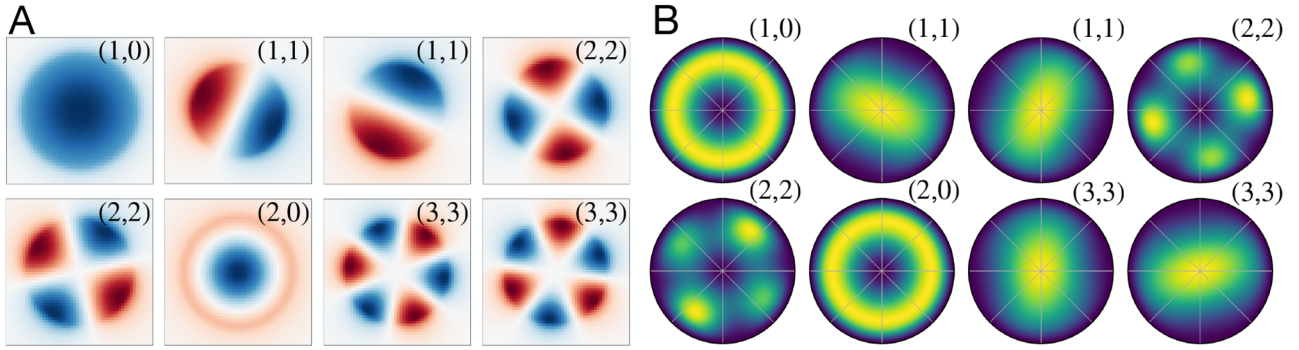 A
(1,0) (1,1) (1,1) (2,2)
(2,2) (2,0) (3,3) (3,3)
B
(1,0) (1,1) (1,1) (2,2)
(2,2) (2,0) (3,3) (3,3)